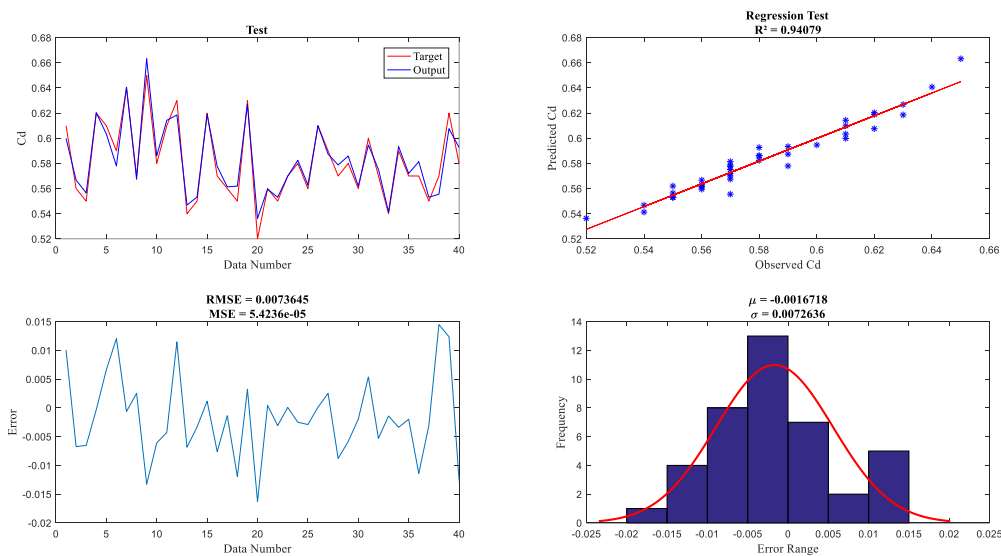 Test
0.68
0.66
0.64
0.62
0.6
0.58
0.56
0.54
0.52
Cd
Target
Output
0 5 10 15 20 25 30 35 40
Data Number
Regression Test
R² = 0.94079
0.68
0.66
0.64
0.62
0.6
0.58
0.56
0.54
0.52
Predicted Cd
0.52 0.54 0.56 0.58 0.6 0.62 0.64 0.66
Observed Cd
RMSE = 0.0073645
MSE = 5.4236e-05
0.015
0.01
0.005
0
-0.005
-0.01
-0.015
-0.02
Error
0 5 10 15 20 25 30 35 40
Data Number
μ = -0.0016718
σ = 0.0072636
14
12
10
8
6
4
2
0
Frequency
-0.025 -0.02 -0.015 -0.01 -0.005 0 0.005 0.01 0.015 0.02 0.025
Error Range